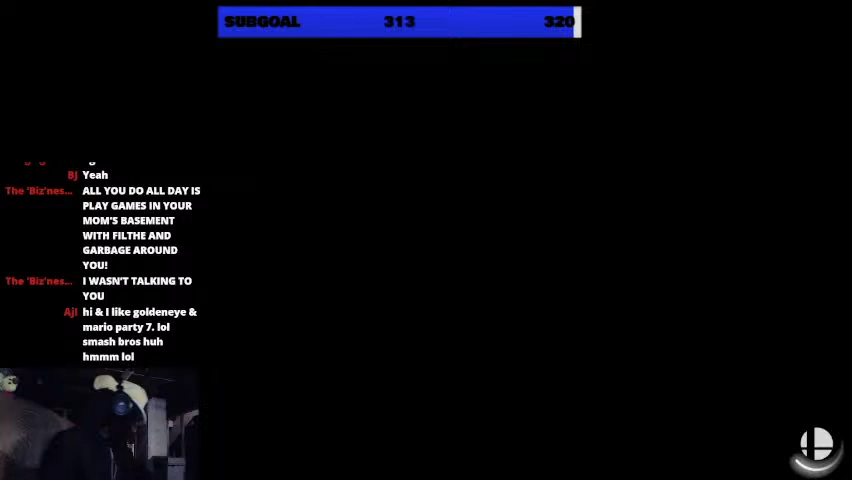 SUBGOAL 313 320
BJ Yeah
The 'Biz'nes... ALL YOU DO ALL DAY IS
PLAY GAMES IN YOUR
MOM'S BASEMENT
WITH FILTHE AND
GARBAGE AROUND
YOU!
The 'Biz'nes... I WASN'T TALKING TO
YOU
AjI hi & I like goldeneye &
mario party 7. lol
smash bros huh
hmmm lol